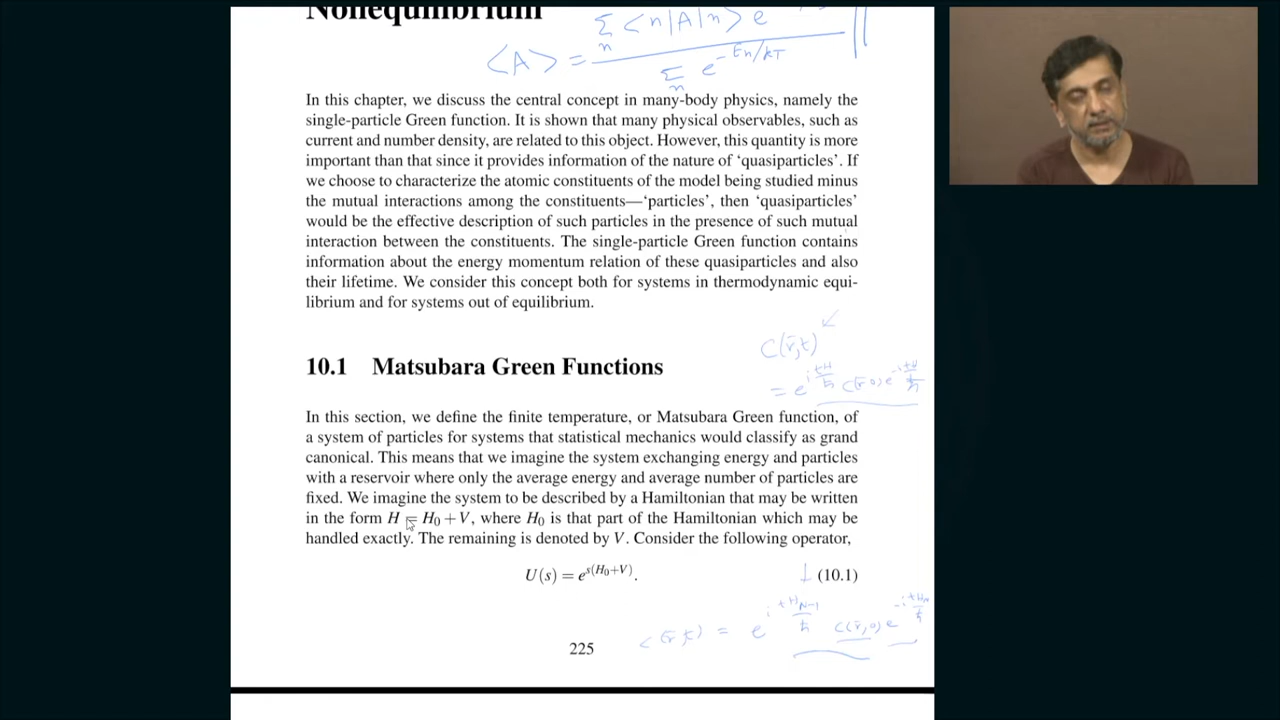 Nonequilibrium
Σ <n|A|n> e
n
<A> =
Σ e^{-En/kT}
n
In this chapter, we discuss the central concept in many-body physics, namely the
single-particle Green function. It is shown that many physical observables, such as
current and number density, are related to this object. However, this quantity is more
important than that since it provides information of the nature of ‘quasiparticles’. If
we choose to characterize the atomic constituents of the model being studied minus
the mutual interactions among the constituents—‘particles’, then ‘quasiparticles’
would be the effective description of such particles in the presence of such mutual
interaction between the constituents. The single-particle Green function contains
information about the energy momentum relation of these quasiparticles and also
their lifetime. We consider this concept both for systems in thermodynamic equi-
librium and for systems out of equilibrium.
C(r̄,t)
10.1 Matsubara Green Functions
= e^{i tH/ħ} C(r̄,0) e^{-i tH/ħ}
In this section, we define the finite temperature, or Matsubara Green function, of
a system of particles for systems that statistical mechanics would classify as grand
canonical. This means that we imagine the system exchanging energy and particles
with a reservoir where only the average energy and average number of particles are
fixed. We imagine the system to be described by a Hamiltonian that may be written
in the form H = H₀ + V, where H₀ is that part of the Hamiltonian which may be
handled exactly. The remaining is denoted by V. Consider the following operator,
U(s) = e^{s(H₀+V)}. (10.1)
C(r̄,t) = e^{i tH_{N-1}/ħ} C(r̄,0) e^{-i tH_N/ħ}
225